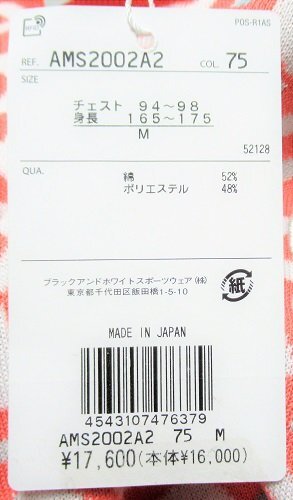 POS-R1AS
REF. AMS2002A2 COL. 75
SIZE
チェスト 94~98
身長 165~175
M
52128
QUA.
綿 52%
ポリエステル 48%
ブラックアンドホワイトスポーツウェア(株)
東京都千代田区飯田橋1-5-10
紙
MADE IN JAPAN
4543107476379
AMS2002A2 75 M
¥17,600(本体¥16,000)